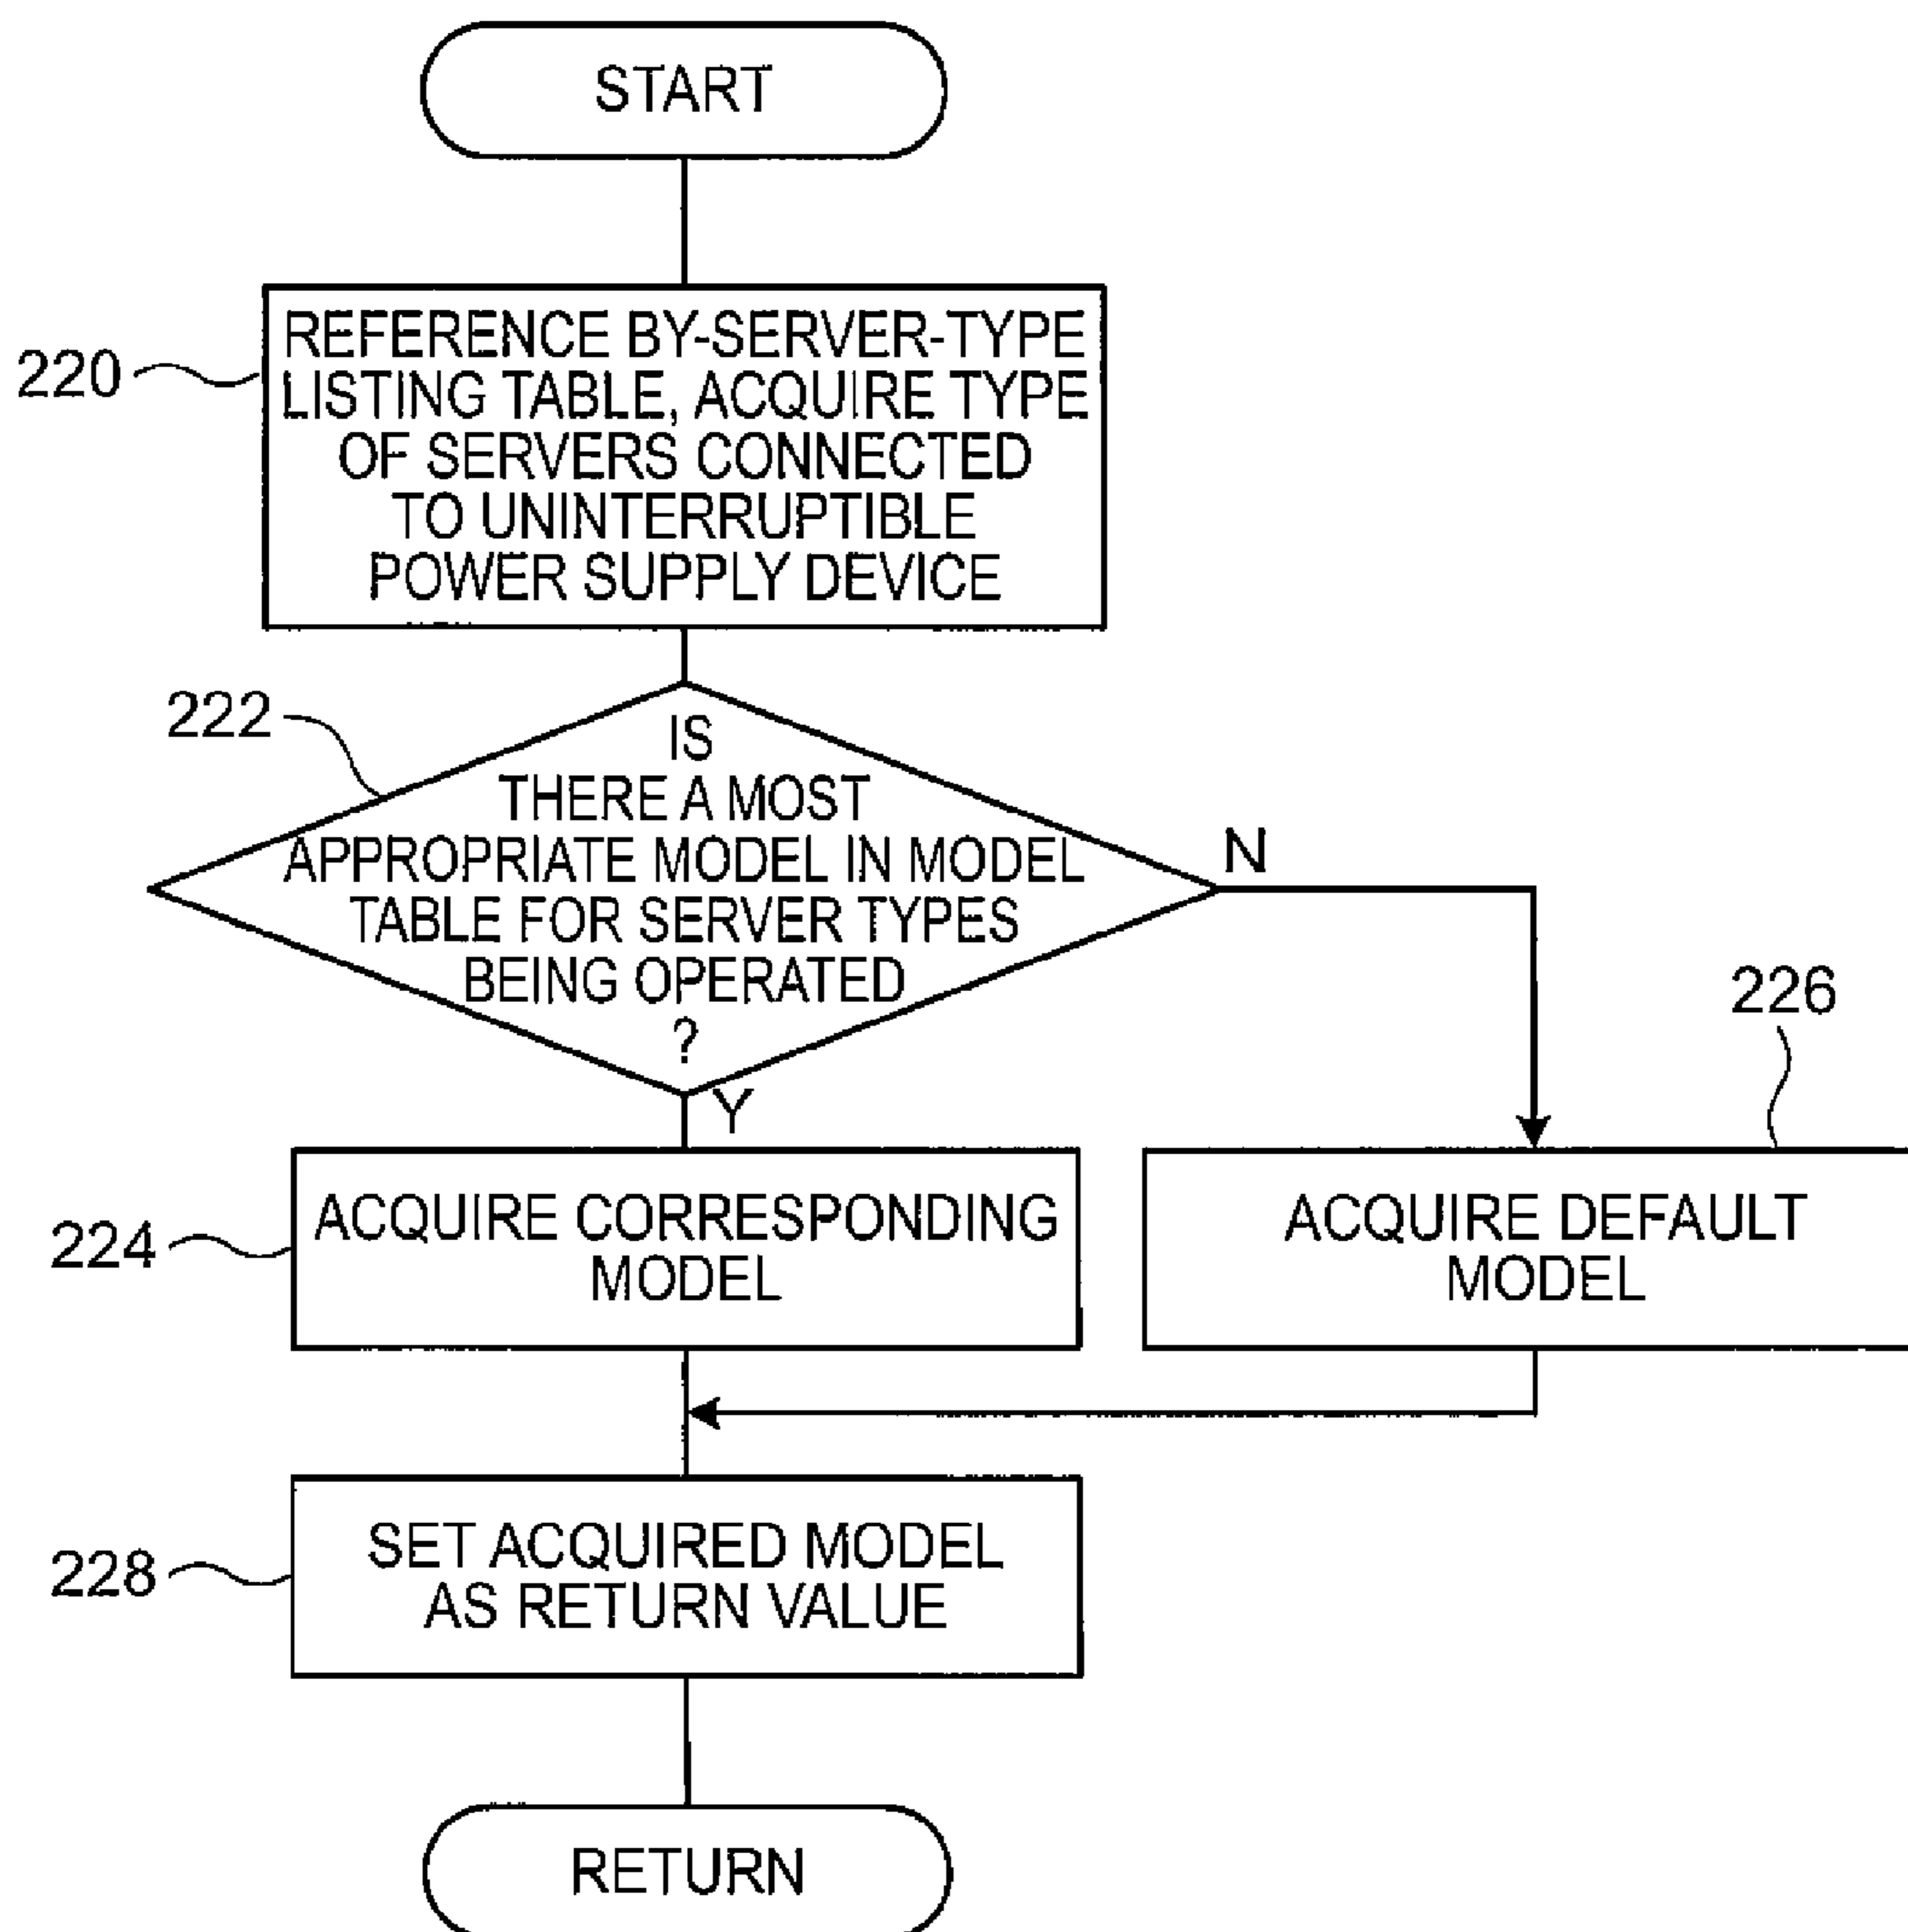 START
220
REFERENCE BY-SERVER-TYPE
LISTING TABLE, ACQUIRE TYPE
OF SERVERS CONNECTED
TO UNINTERRUPTIBLE
POWER SUPPLY DEVICE
222
IS
THERE A MOST
APPROPRIATE MODEL IN MODEL
TABLE FOR SERVER TYPES
BEING OPERATED
?
N
Y
224
ACQUIRE CORRESPONDING
MODEL
226
ACQUIRE DEFAULT
MODEL
228
SET ACQUIRED MODEL
AS RETURN VALUE
RETURN